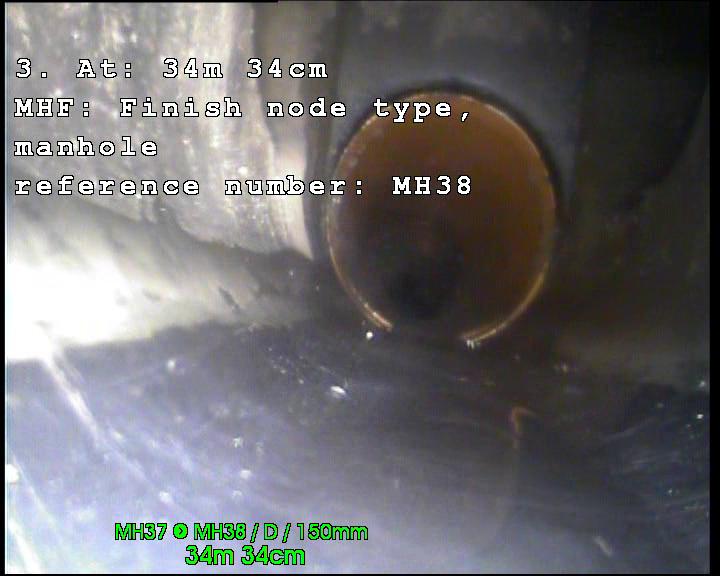 3. At: 34m 34cm
MHF: Finish node type,
manhole
reference number: MH38
MH37 > MH38 / D / 150mm
34m 34cm